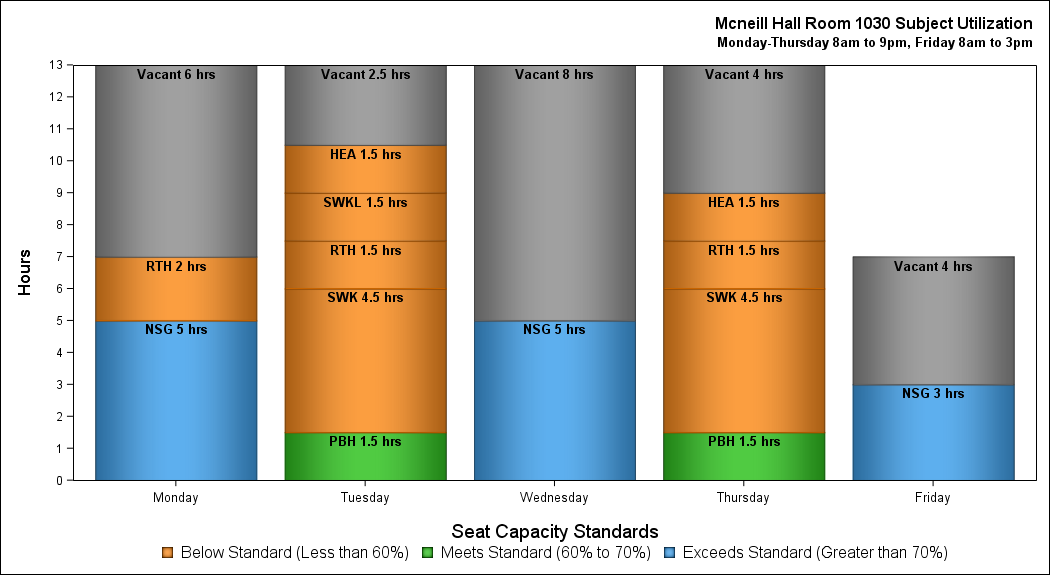 Mcneill Hall Room 1030 Subject Utilization
Monday-Thursday 8am to 9pm, Friday 8am to 3pm
Hours
13
12
11
10
9
8
7
6
5
4
3
2
1
0
Vacant 6 hrs
RTH 2 hrs
NSG 5 hrs
Vacant 2.5 hrs
HEA 1.5 hrs
SWKL 1.5 hrs
RTH 1.5 hrs
SWK 4.5 hrs
PBH 1.5 hrs
Vacant 8 hrs
NSG 5 hrs
Vacant 4 hrs
HEA 1.5 hrs
RTH 1.5 hrs
SWK 4.5 hrs
PBH 1.5 hrs
Vacant 4 hrs
NSG 3 hrs
Monday Tuesday Wednesday Thursday Friday
Seat Capacity Standards
Below Standard (Less than 60%) Meets Standard (60% to 70%) Exceeds Standard (Greater than 70%)